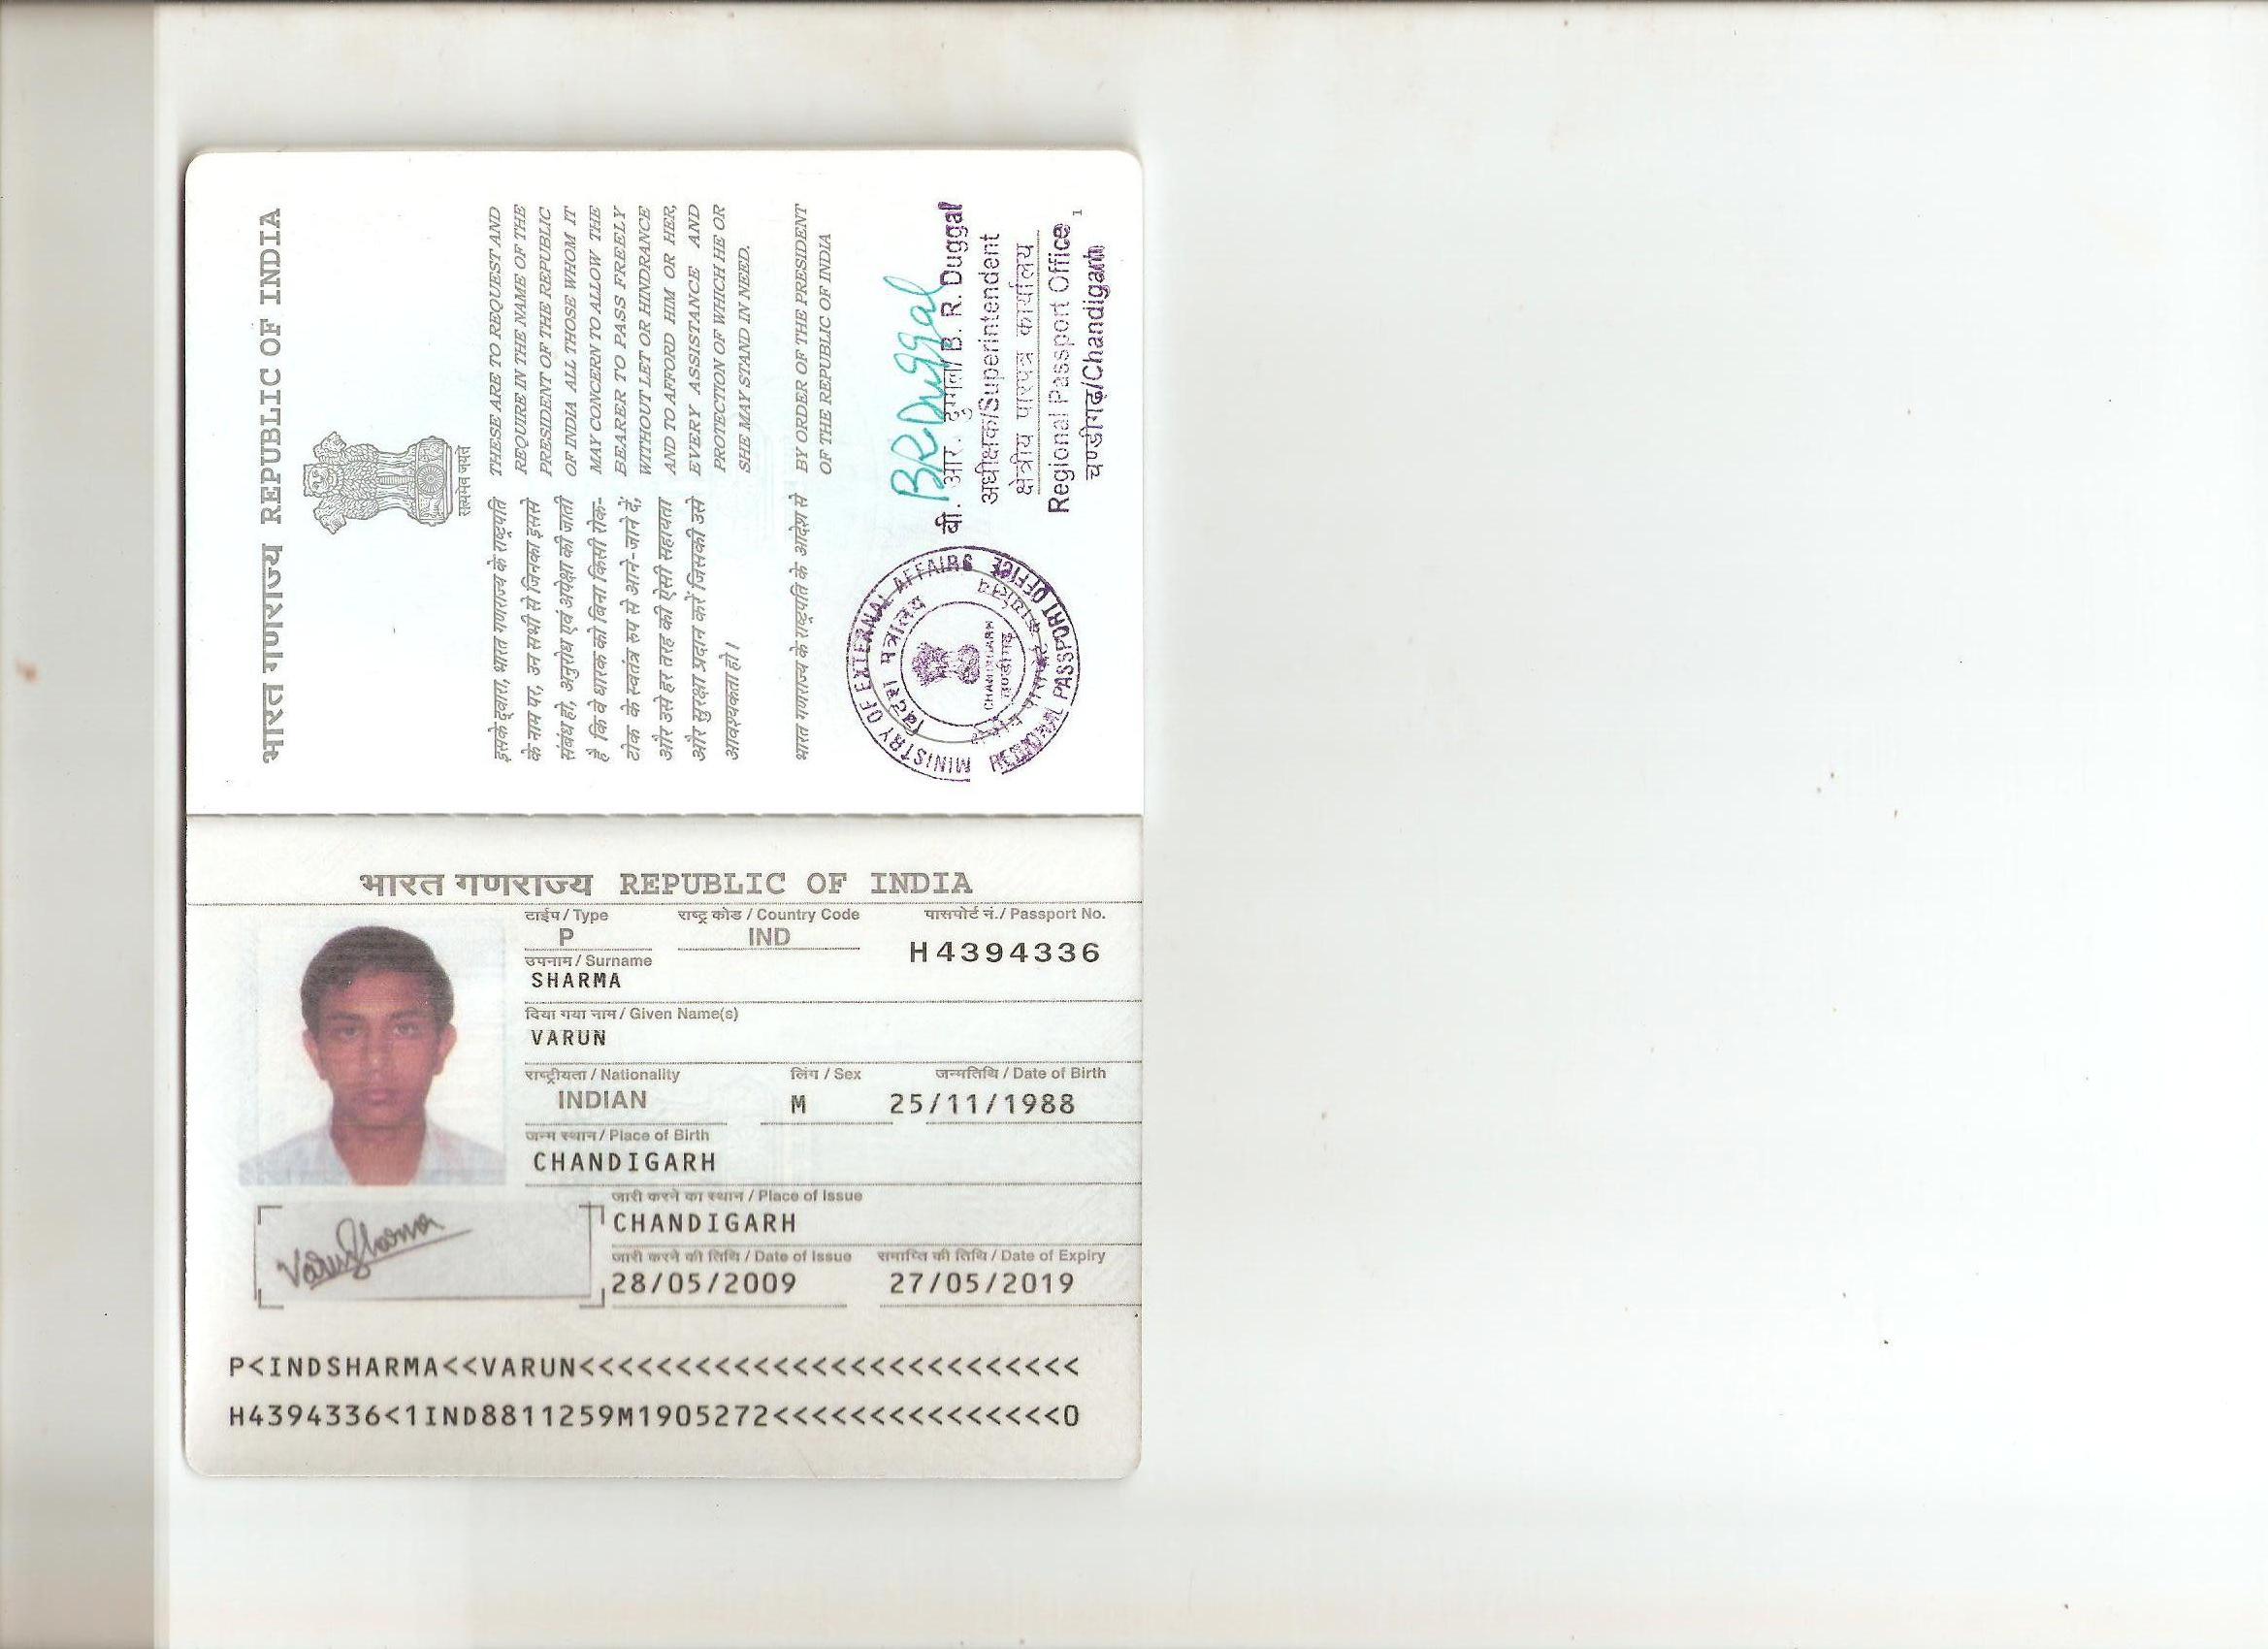 भारत गणराज्य REPUBLIC OF INDIA
सत्यमेव जयते
इसके द्वारा, भारत गणराज्य के राष्ट्रपति
के नाम पर, उन सभी से जिनका इससे
संबंध हो, अनुरोध एवं अपेक्षा की जाती
है कि वे धारक को बिना किसी रोक-
टोक के स्वतंत्र रूप से आने-जाने दें,
और उसे हर तरह की ऐसी सहायता
और सुरक्षा प्रदान करें जिसकी उसे
आवश्यकता हो।
THESE ARE TO REQUEST AND
REQUIRE IN THE NAME OF THE
PRESIDENT OF THE REPUBLIC
OF INDIA ALL THOSE WHOM IT
MAY CONCERN TO ALLOW THE
BEARER TO PASS FREELY
WITHOUT LET OR HINDRANCE
AND TO AFFORD HIM OR HER,
EVERY ASSISTANCE AND
PROTECTION OF WHICH HE OR
SHE MAY STAND IN NEED.
भारत गणराज्य के राष्ट्रपति के आदेश से
BY ORDER OF THE PRESIDENT
OF THE REPUBLIC OF INDIA
BRDuggal
बी. आर. दुग्गल/B. R. Duggal
अधीक्षक/Superintendent
क्षेत्रीय पारपत्र कार्यालय
Regional Passport Office
चण्डीगढ़/Chandigarh
1
MINISTRY OF EXTERNAL AFFAIRS
विदेश मंत्रालय
CHANDIGARH
चण्डीगढ़
REGIONAL PASSPORT OFFICE
भारत गणराज्य REPUBLIC OF INDIA
टाईप / Type राष्ट्र कोड / Country Code पासपोर्ट नं. / Passport No.
P IND H4394336
उपनाम / Surname
SHARMA
दिया गया नाम / Given Name(s)
VARUN
राष्ट्रीयता / Nationality लिंग / Sex जन्मतिथि / Date of Birth
INDIAN M 25/11/1988
जन्म स्थान / Place of Birth
CHANDIGARH
जारी करने का स्थान / Place of Issue
CHANDIGARH
जारी करने की तिथि / Date of Issue समाप्ति की तिथि / Date of Expiry
28/05/2009 27/05/2019
Varun Sharma
P<INDSHARMA<<VARUN<<<<<<<<<<<<<<<<<<<<<<<<<<
H4394336<1IND8811259M1905272<<<<<<<<<<<<<<<0